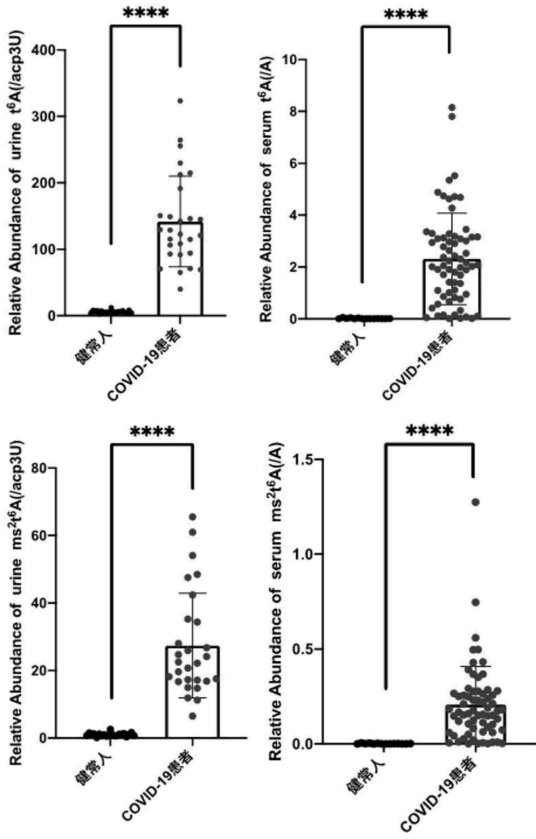 ****
Relative Abundance of urine t⁶A(/acp3U)
400
300
200
100
0
健常人
COVID-19患者
****
Relative Abundance of serum t⁶A(/A)
10
8
6
4
2
0
健常人
COVID-19患者
****
Relative Abundance of urine ms²t⁶A(/acp3U)
80
60
40
20
0
健常人
COVID-19患者
****
Relative Abundance of serum ms²t⁶A(/A)
1.5
1.0
0.5
0.0
健常人
COVID-19患者